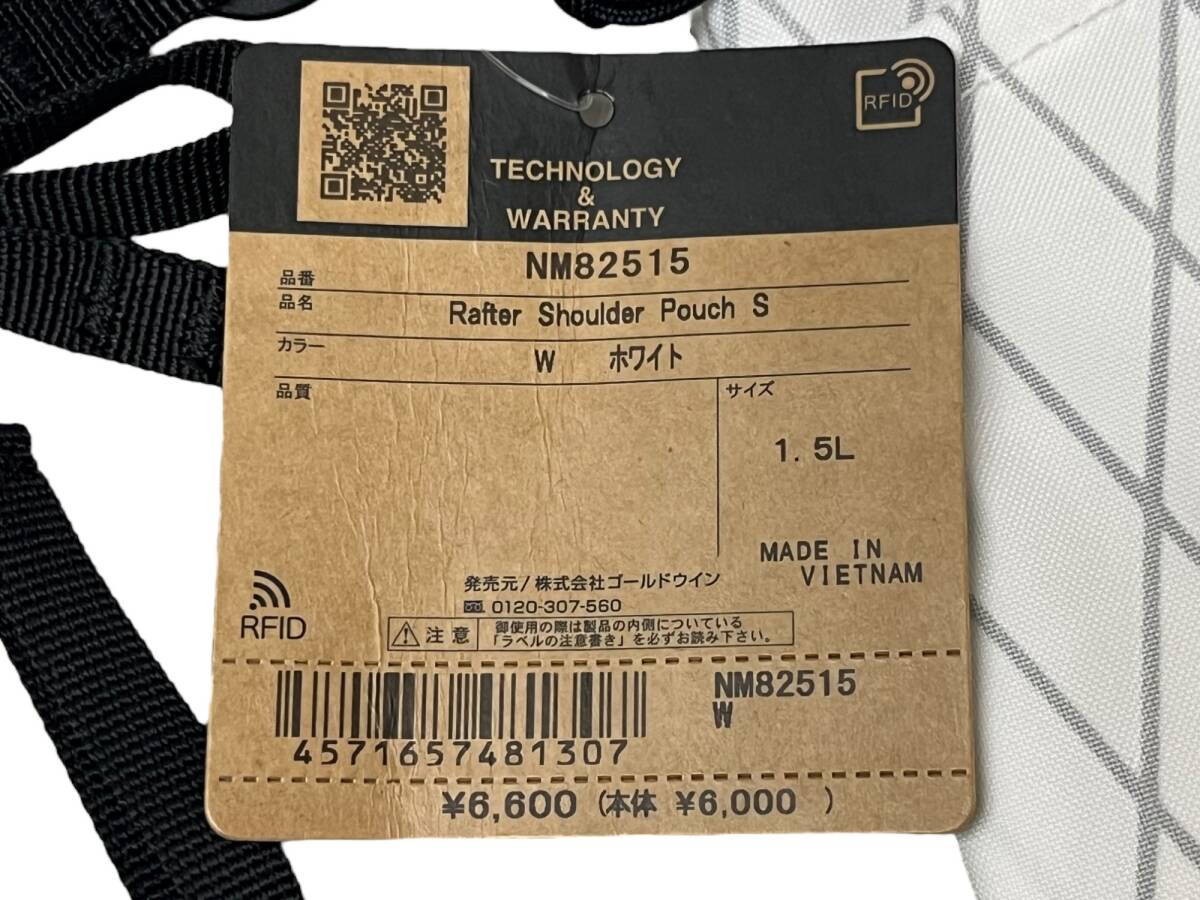 RFID
TECHNOLOGY
&
WARRANTY
品番 NM82515
品名 Rafter Shoulder Pouch S
カラー W ホワイト
品質
サイズ
1.5L
MADE IN
VIETNAM
発売元/株式会社ゴールドウイン
0120-307-560
RFID
注意
御使用の際は製品の内側についている
「ラベルの注意書き」を必ずお読み下さい。
NM82515
W
4571657481307
¥6,600 (本体 ¥6,000 )